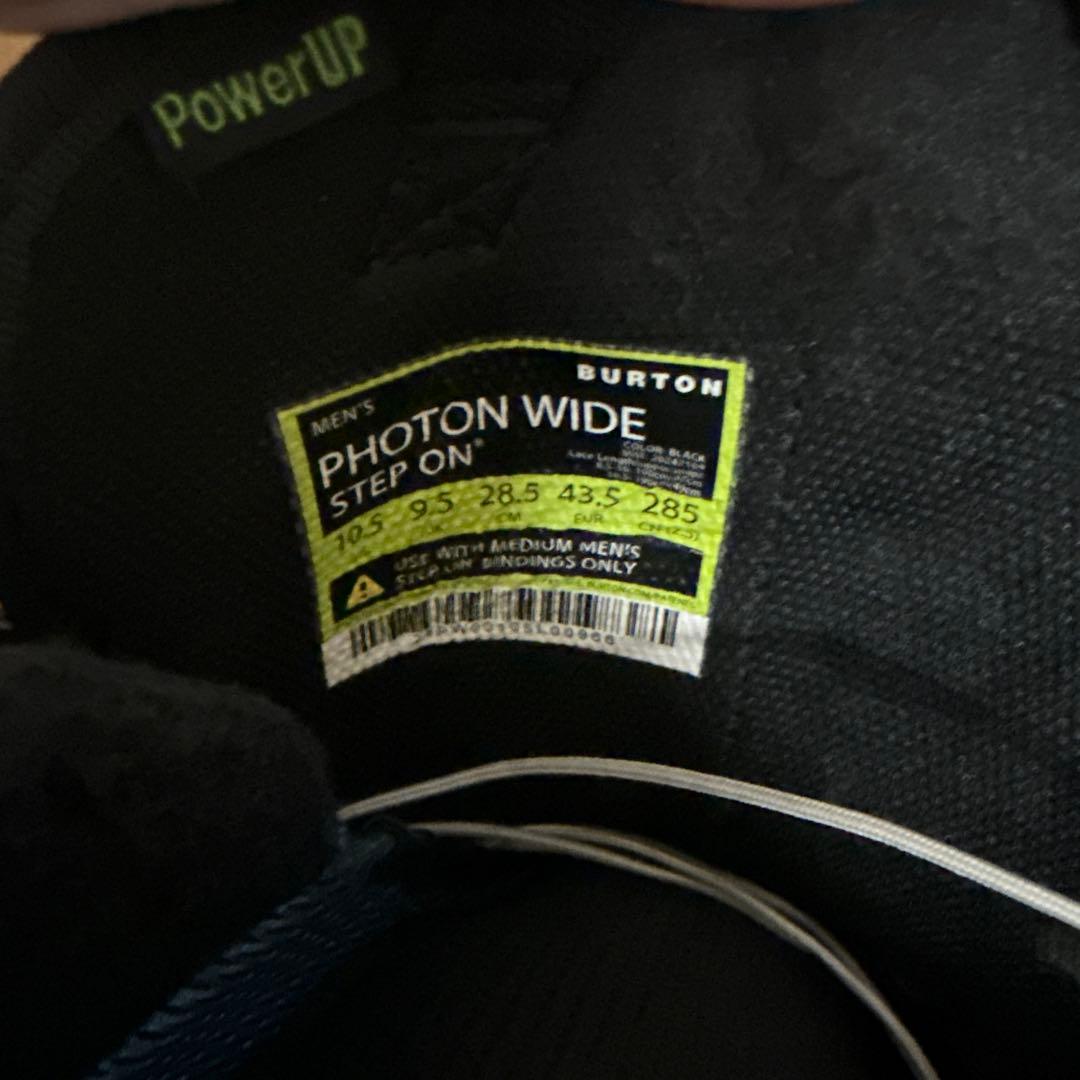 PowerUP
BURTON
MEN'S
PHOTON WIDE
STEP ON®
COLOR: BLACK
10.5 9.5 28.5 43.5 285
UK CM EUR
USE WITH MEDIUM MEN'S
STEP ON® BINDINGS ONLY